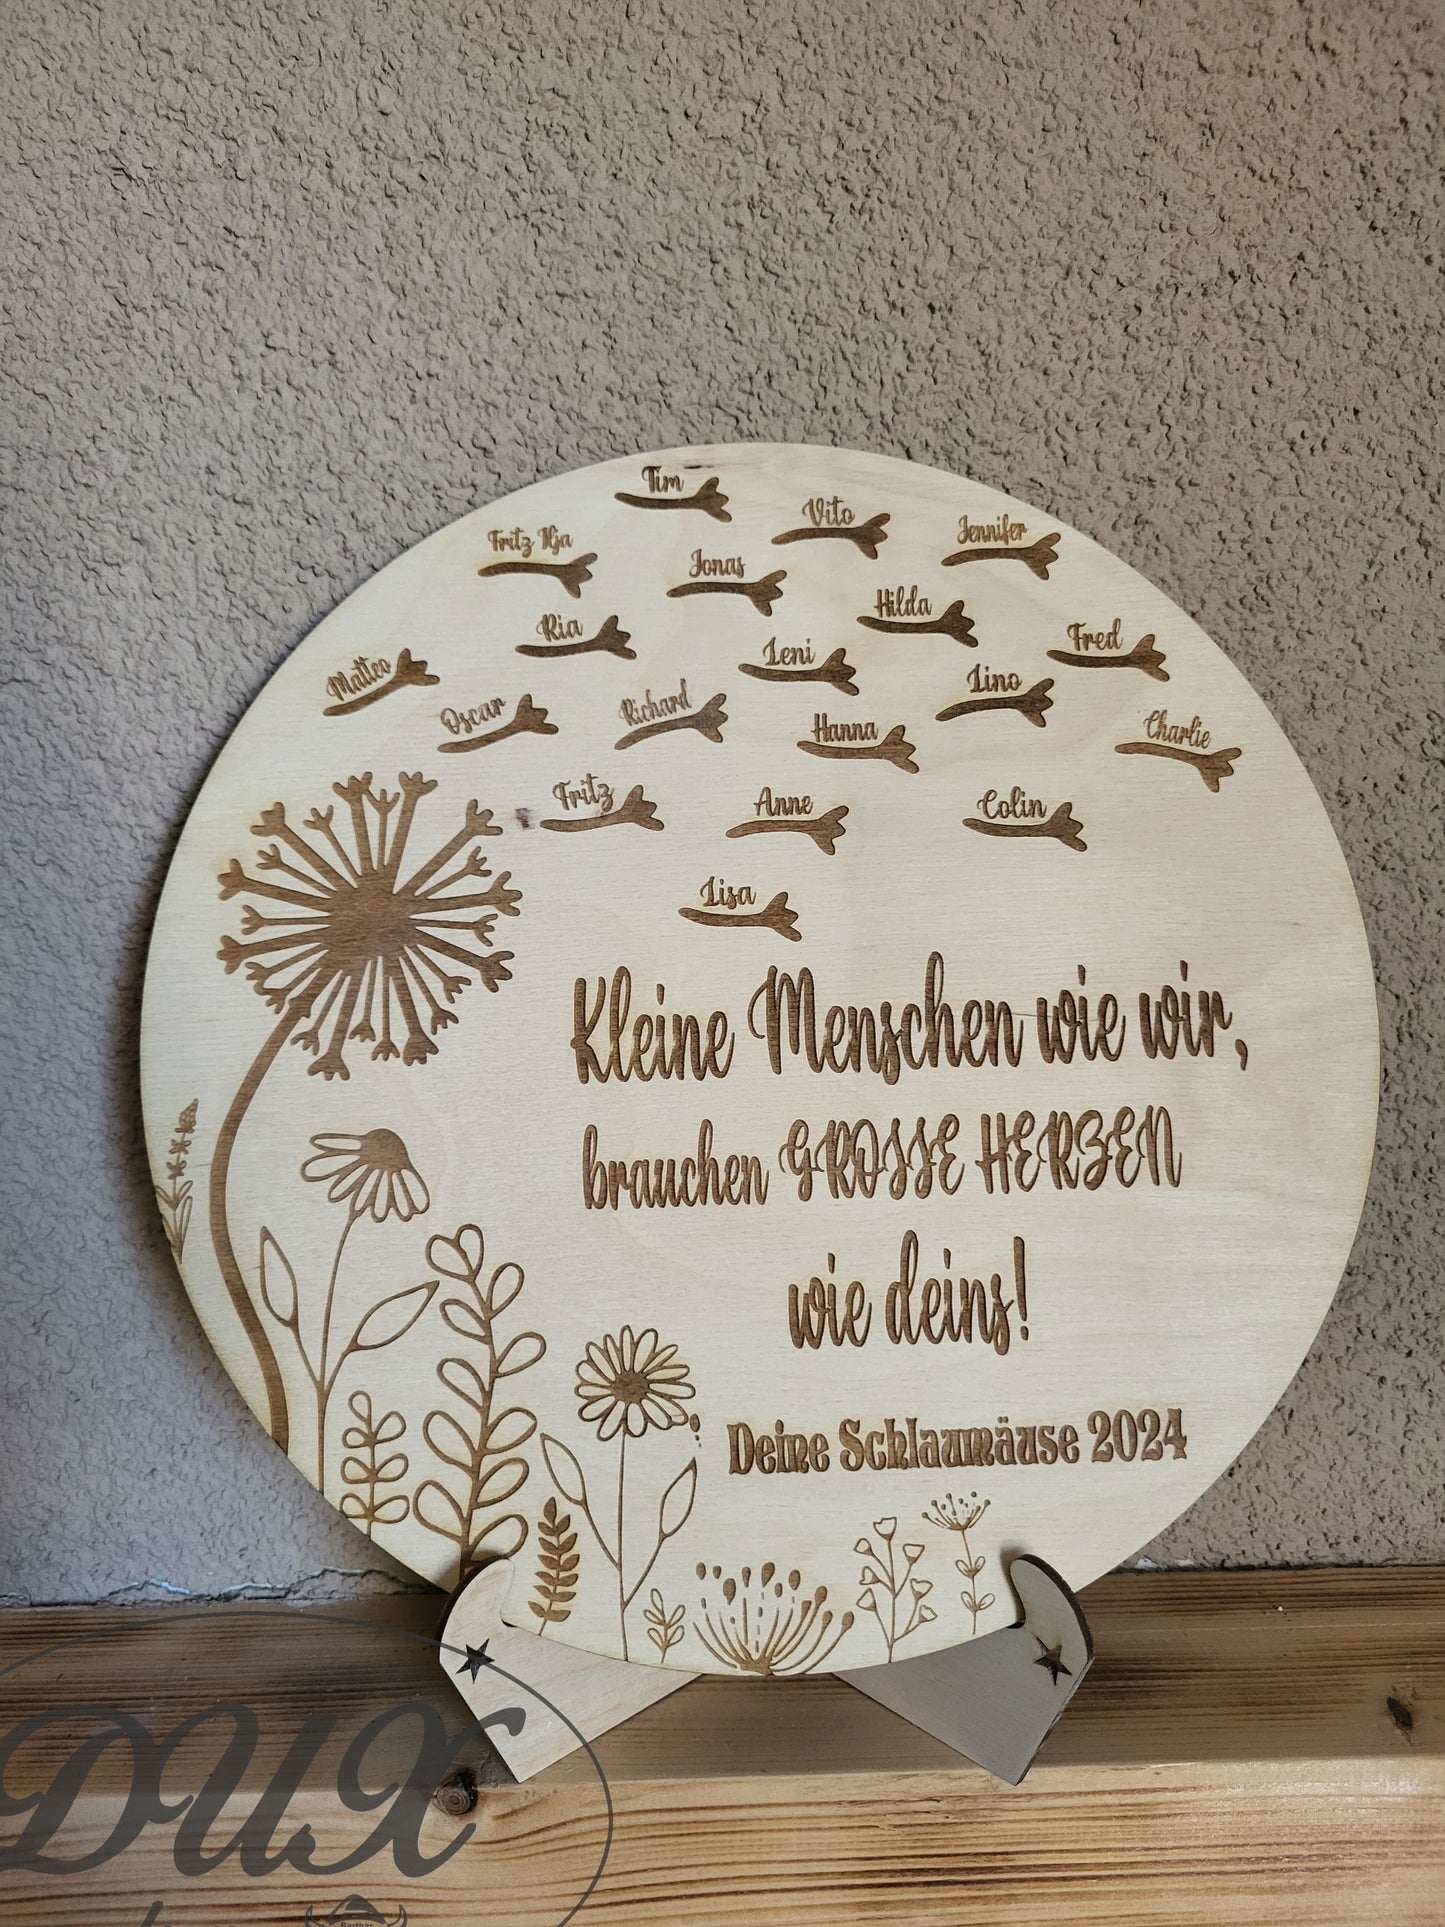 Tim
Vito
Jennifer
Fritz Ilja
Jonas
Hilda
Ria
Leni
Fred
Matteo
Lino
Oscar
Richard
Hanna
Charlie
Fritz
Anne
Colin
Lisa
Kleine Menschen wie wir,
brauchen GROSSE HERZEN
wie deins!
Deine Schlaumäuse 2024
DUX